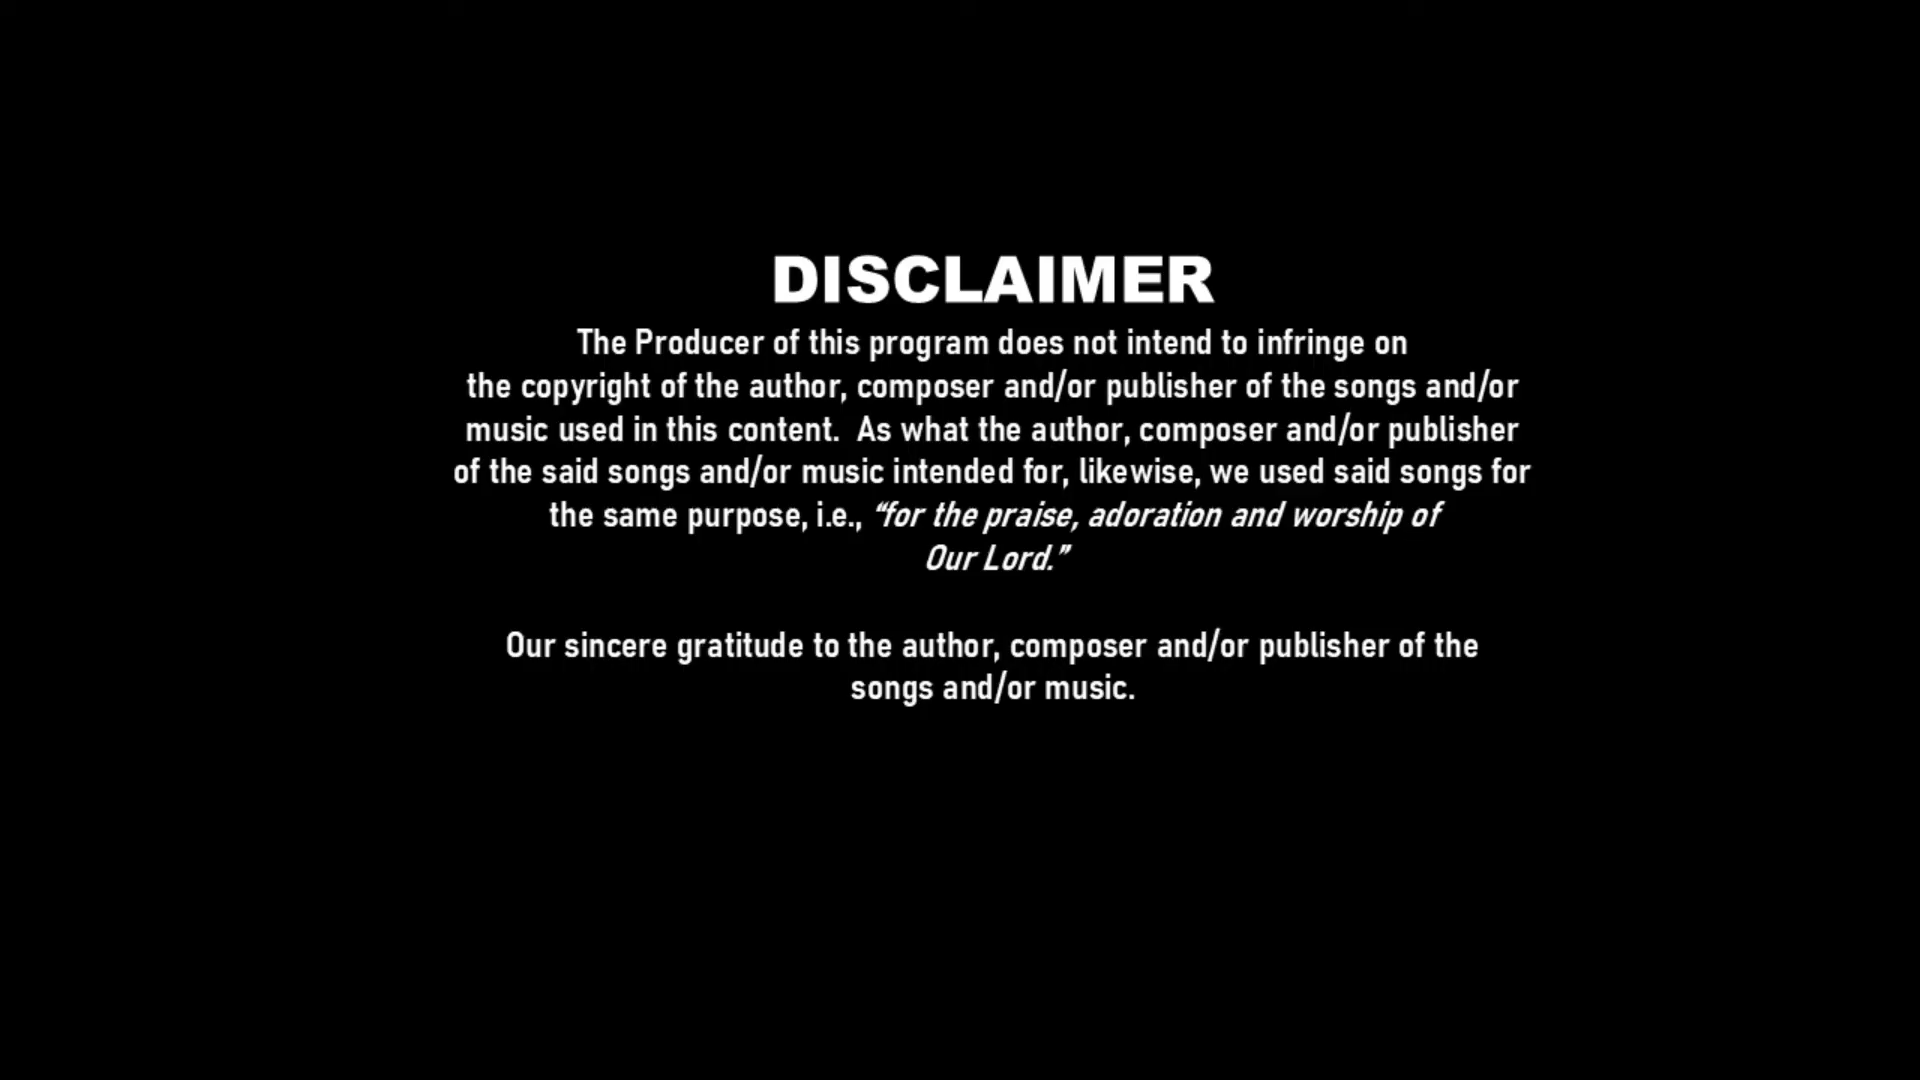 DISCLAIMER
The Producer of this program does not intend to infringe on
the copyright of the author, composer and/or publisher of the songs and/or
music used in this content.  As what the author, composer and/or publisher
of the said songs and/or music intended for, likewise, we used said songs for
the same purpose, i.e., “for the praise, adoration and worship of
Our Lord.”
Our sincere gratitude to the author, composer and/or publisher of the
songs and/or music.